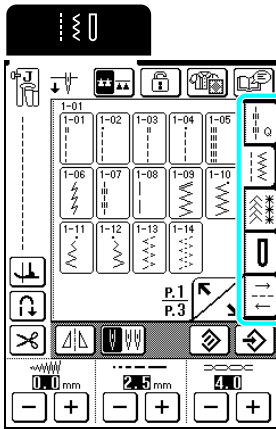 J
1-01
1-01 1-02 1-03 1-04 1-05
Q
1-06 1-07 1-08 1-09 1-10
1-11 1-12 1-13 1-14
P.1
P.3
0.0 mm 2.5 mm 4.0
− + − + − +